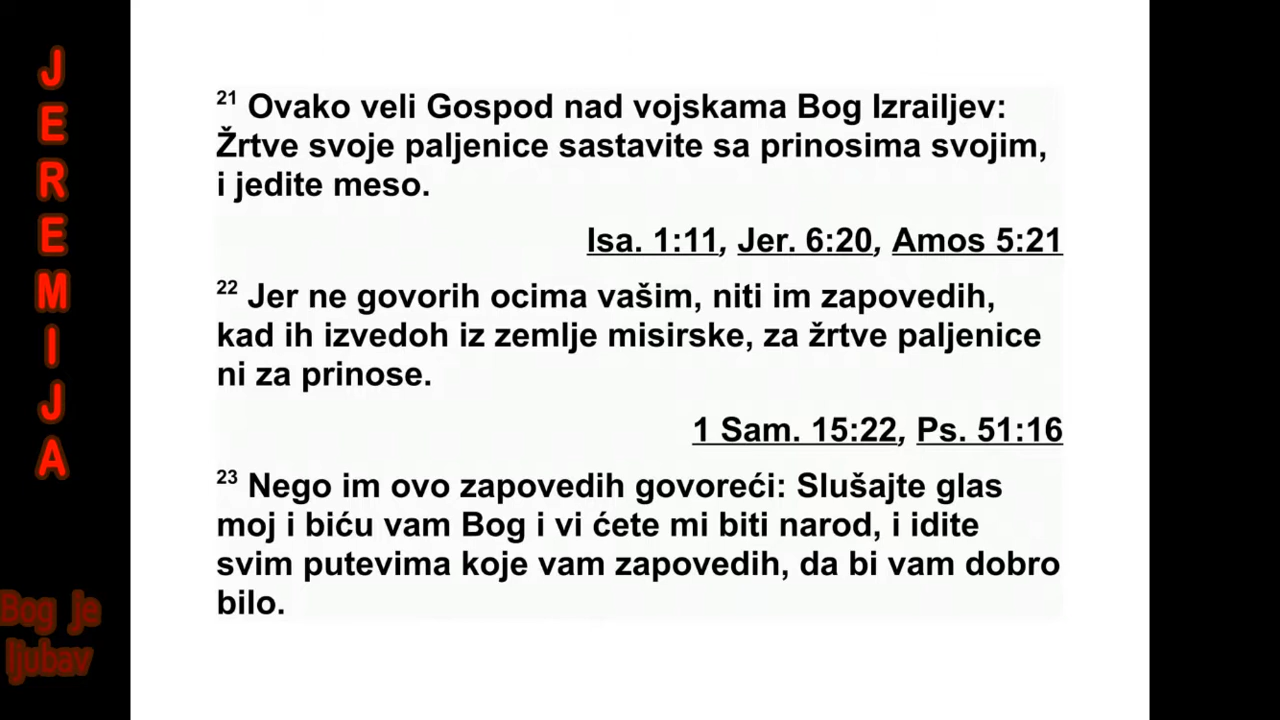 JEREMIJA
21 Ovako veli Gospod nad vojskama Bog Izrailjev:
Žrtve svoje paljenice sastavite sa prinosima svojim,
i jedite meso.
Isa. 1:11, Jer. 6:20, Amos 5:21
22 Jer ne govorih ocima vašim, niti im zapovedih,
kad ih izvedoh iz zemlje misirske, za žrtve paljenice
ni za prinose.
1 Sam. 15:22, Ps. 51:16
23 Nego im ovo zapovedih govoreći: Slušajte glas
moj i biću vam Bog i vi ćete mi biti narod, i idite
svim putevima koje vam zapovedih, da bi vam dobro
bilo.
Bog je
ljubav